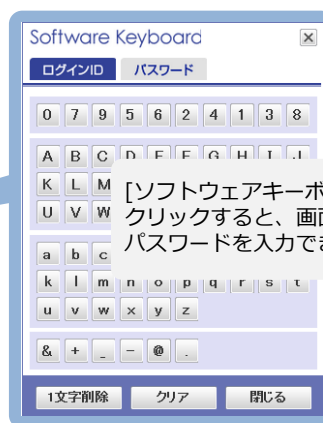 Software Keyboard
ログインID パスワード
0 7 9 5 6 2 4 1 3 8
A B C D E F G H I J
K L M
U V W
[ソフトウェアキーボ
クリックすると、画
パスワードを入力でき
a b c
k l m n o p q r s t
u v w x y z
& + _ - @ .
1文字削除 クリア 閉じる